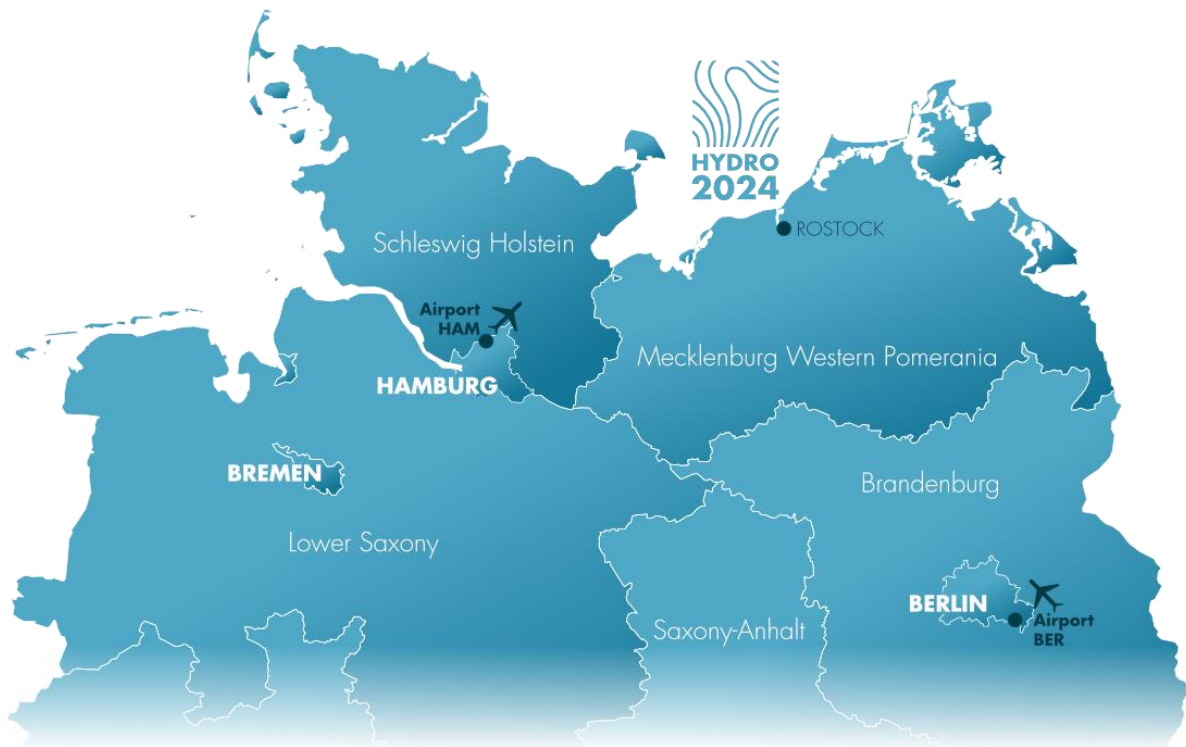 HYDRO
2024
ROSTOCK
Schleswig Holstein
Airport
HAM
Mecklenburg Western Pomerania
HAMBURG
BREMEN
Brandenburg
Lower Saxony
BERLIN
Airport
BER
Saxony-Anhalt